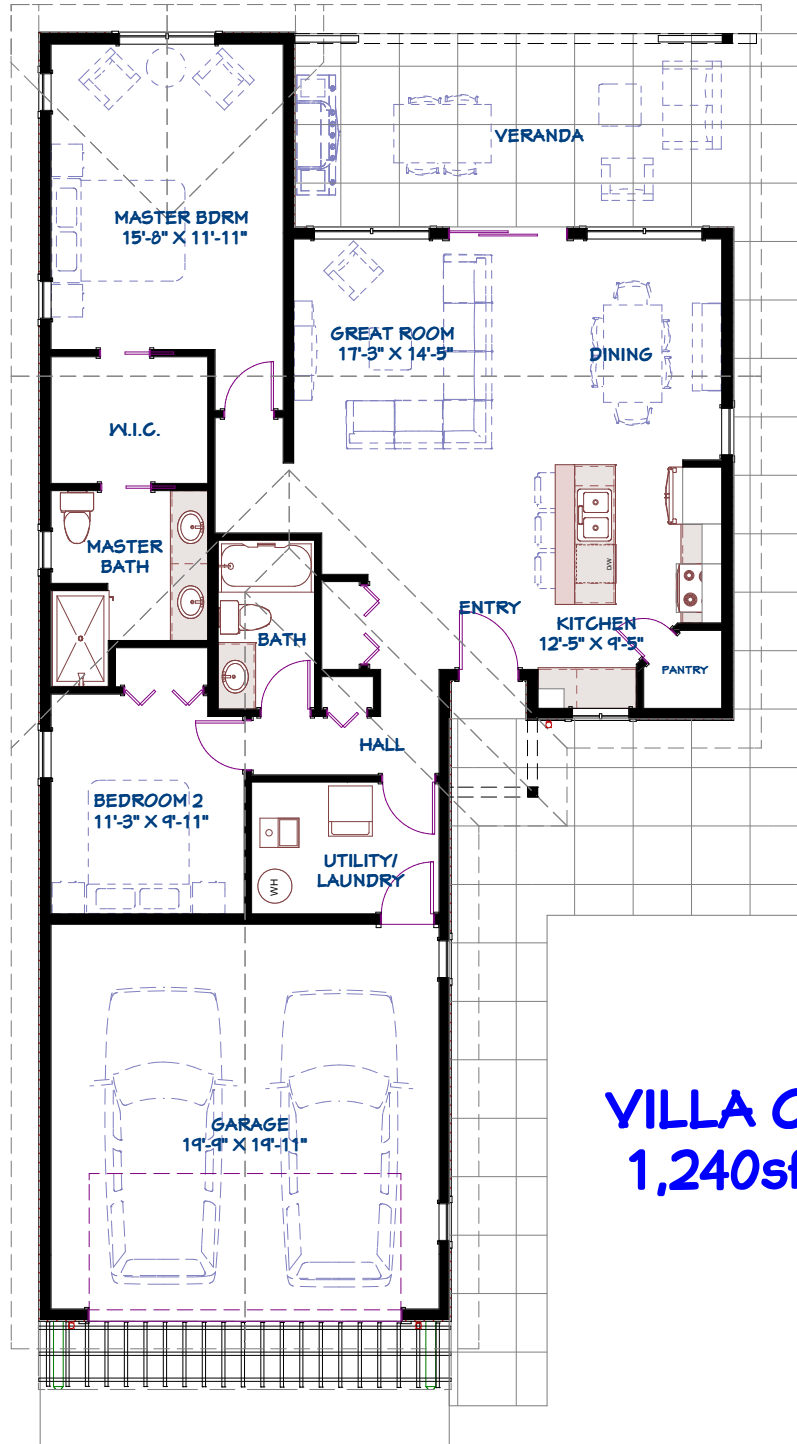 VERANDA
MASTER BDRM
15'-8" X 11'-11"
GREAT ROOM
17'-3" X 14'-5"
DINING
W.I.C.
MASTER
BATH
D/W
ENTRY
KITCHEN
12'-5" X 9'-5"
BATH
PANTRY
HALL
BEDROOM 2
11'-3" X 9'-11"
UTILITY/
LAUNDRY
WH
VILLA
1,240sf
GARAGE
19'-9" X 19'-11"